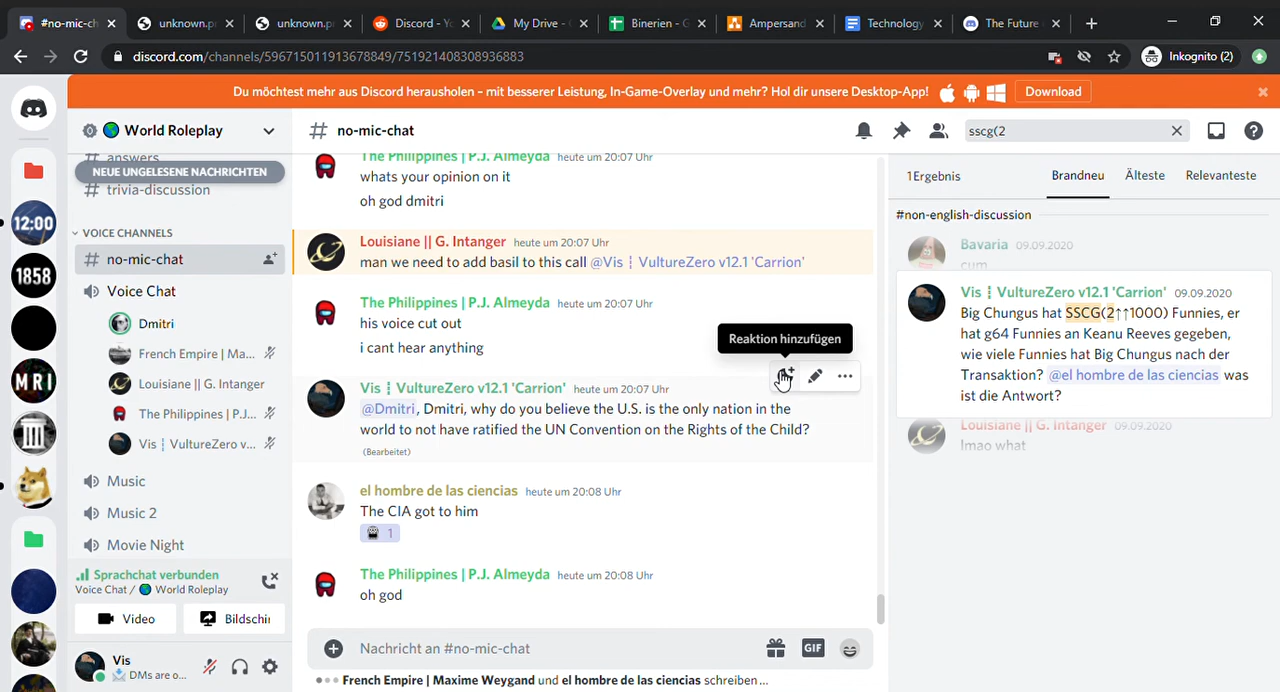 #no-mic-c
unknown.p
unknown.p
Discord - Yo
My Drive - G
Binerien - G
Ampersand
Technology
The Future
discord.com/channels/596715011913678849/751921408308936883
Inkognito (2)
Du möchtest mehr aus Discord herausholen – mit besserer Leistung, In-Game-Overlay und mehr? Hol dir unsere Desktop-App!
Download
World Roleplay
answers
NEUE UNGELESENE NACHRICHTEN
trivia-discussion
VOICE CHANNELS
no-mic-chat
Voice Chat
Dmitri
French Empire | Ma...
Louisiane || G. Intanger
The Philippines | P.J...
Vis ¦ VultureZero v...
Music
Music 2
Movie Night
Sprachchat verbunden
Voice Chat / World Roleplay
Video
Bildschir
Vis
DMs are o...
12:00
1858
MRI
no-mic-chat
The Philippines | P.J. Almeyda heute um 20:07 Uhr
whats your opinion on it
oh god dmitri
Louisiane || G. Intanger heute um 20:07 Uhr
man we need to add basil to this call @Vis ¦ VultureZero v12.1 'Carrion'
The Philippines | P.J. Almeyda heute um 20:07 Uhr
his voice cut out
i cant hear anything
Reaktion hinzufügen
Vis ¦ VultureZero v12.1 'Carrion' heute um 20:07 Uhr
@Dmitri, Dmitri, why do you believe the U.S. is the only nation in the
world to not have ratified the UN Convention on the Rights of the Child?
(Bearbeitet)
el hombre de las ciencias heute um 20:08 Uhr
The CIA got to him
1
The Philippines | P.J. Almeyda heute um 20:08 Uhr
oh god
Nachricht an #no-mic-chat
GIF
French Empire | Maxime Weygand und el hombre de las ciencias schreiben ...
sscg(2
1 Ergebnis
Brandneu
Älteste
Relevanteste
#non-english-discussion
Bavaria 09.09.2020
cum
Vis ¦ VultureZero v12.1 'Carrion' 09.09.2020
Big Chungus hat SSCG(2↑↑1000) Funnies, er
hat g64 Funnies an Keanu Reeves gegeben,
wie viele Funnies hat Big Chungus nach der
Transaktion? @el hombre de las ciencias was
ist die Antwort?
Louisiane || G. Intanger 09.09.2020
lmao what